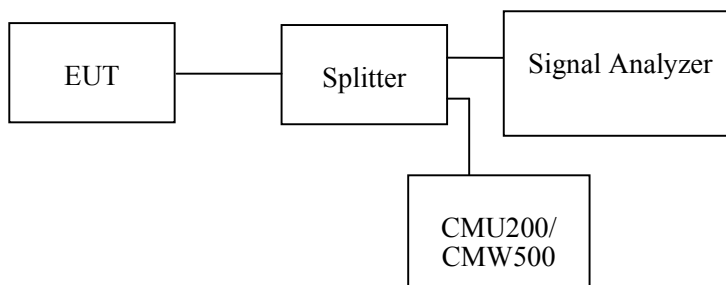 EUT
Splitter
Signal Analyzer
CMU200/
CMW500